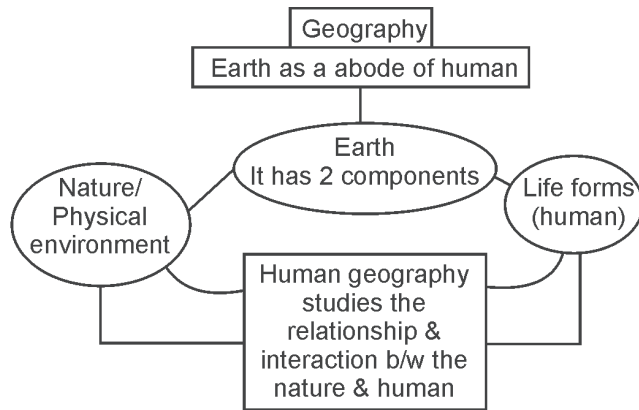 Geography
Earth as a abode of human
Earth
It has 2 components
Nature/
Physical
environment
Life forms
(human)
Human geography
studies the
relationship &
interaction b/w the
nature & human